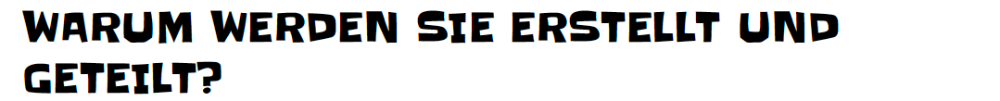 WARUM WERDEN SIE ERSTELLT UND
GETEILT?